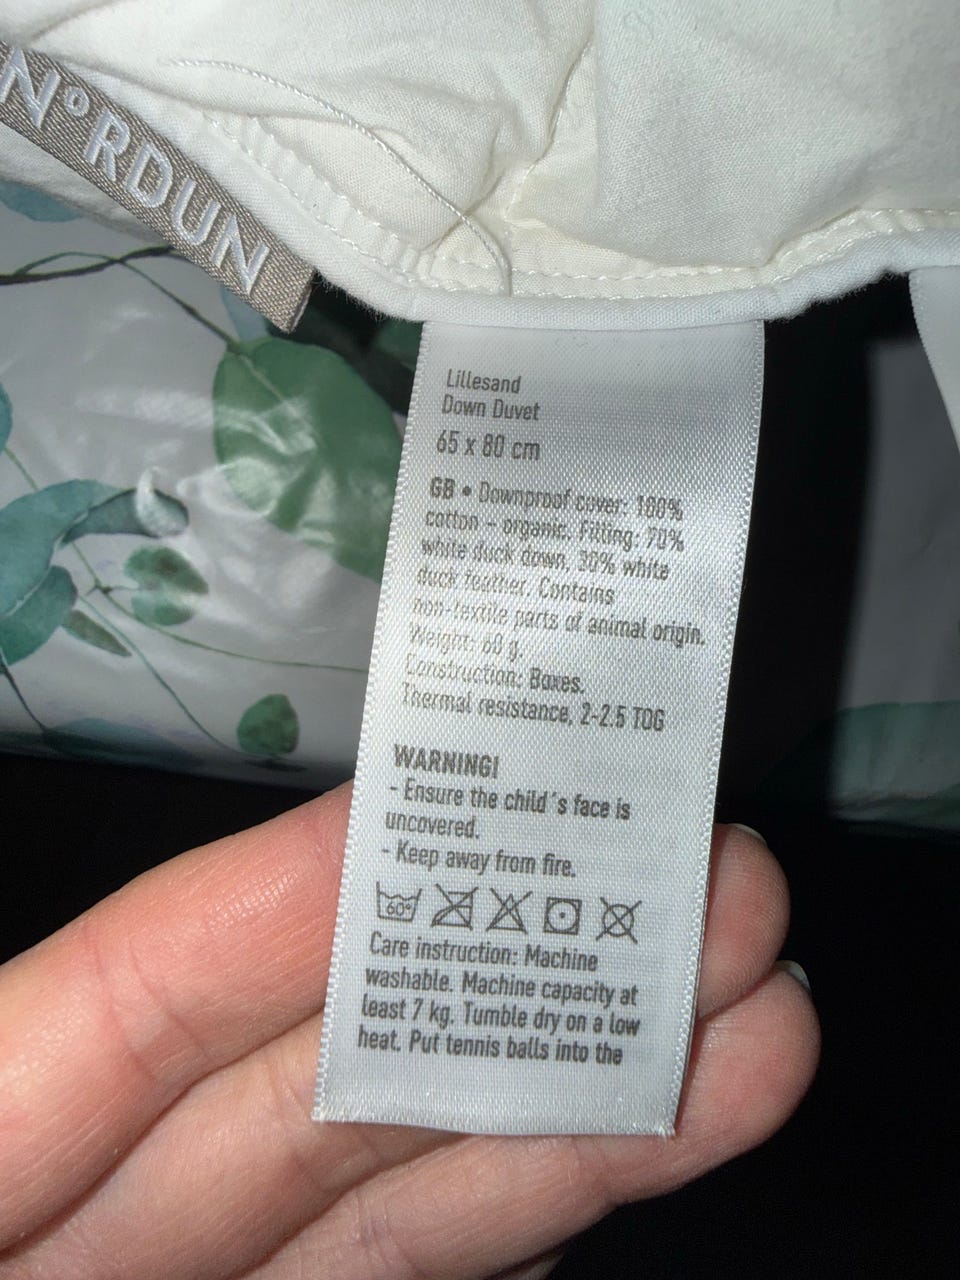 N°RDUN
Lillesand
Down Duvet
65 x 80 cm
GB • Downproof cover: 100%
cotton – organic. Filling: 70%
white duck down, 30% white
duck feather. Contains
non-textile parts of animal origin.
Weight: 60 g.
Construction: Boxes.
Thermal resistance, 2-2.5 TOG
WARNING!
- Ensure the child´s face is
uncovered.
- Keep away from fire.
60°
Care instruction: Machine
washable. Machine capacity at
least 7 kg. Tumble dry on a low
heat. Put tennis balls into the